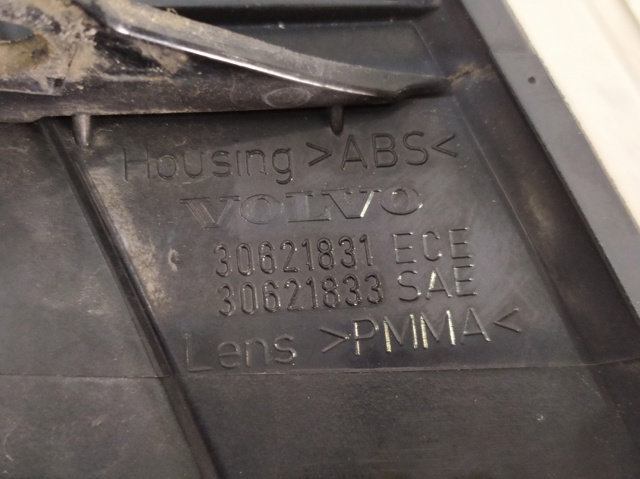 Housing >ABS<
VOLVO
30621831 ECE
30621833 SAE
Lens >PMMA<